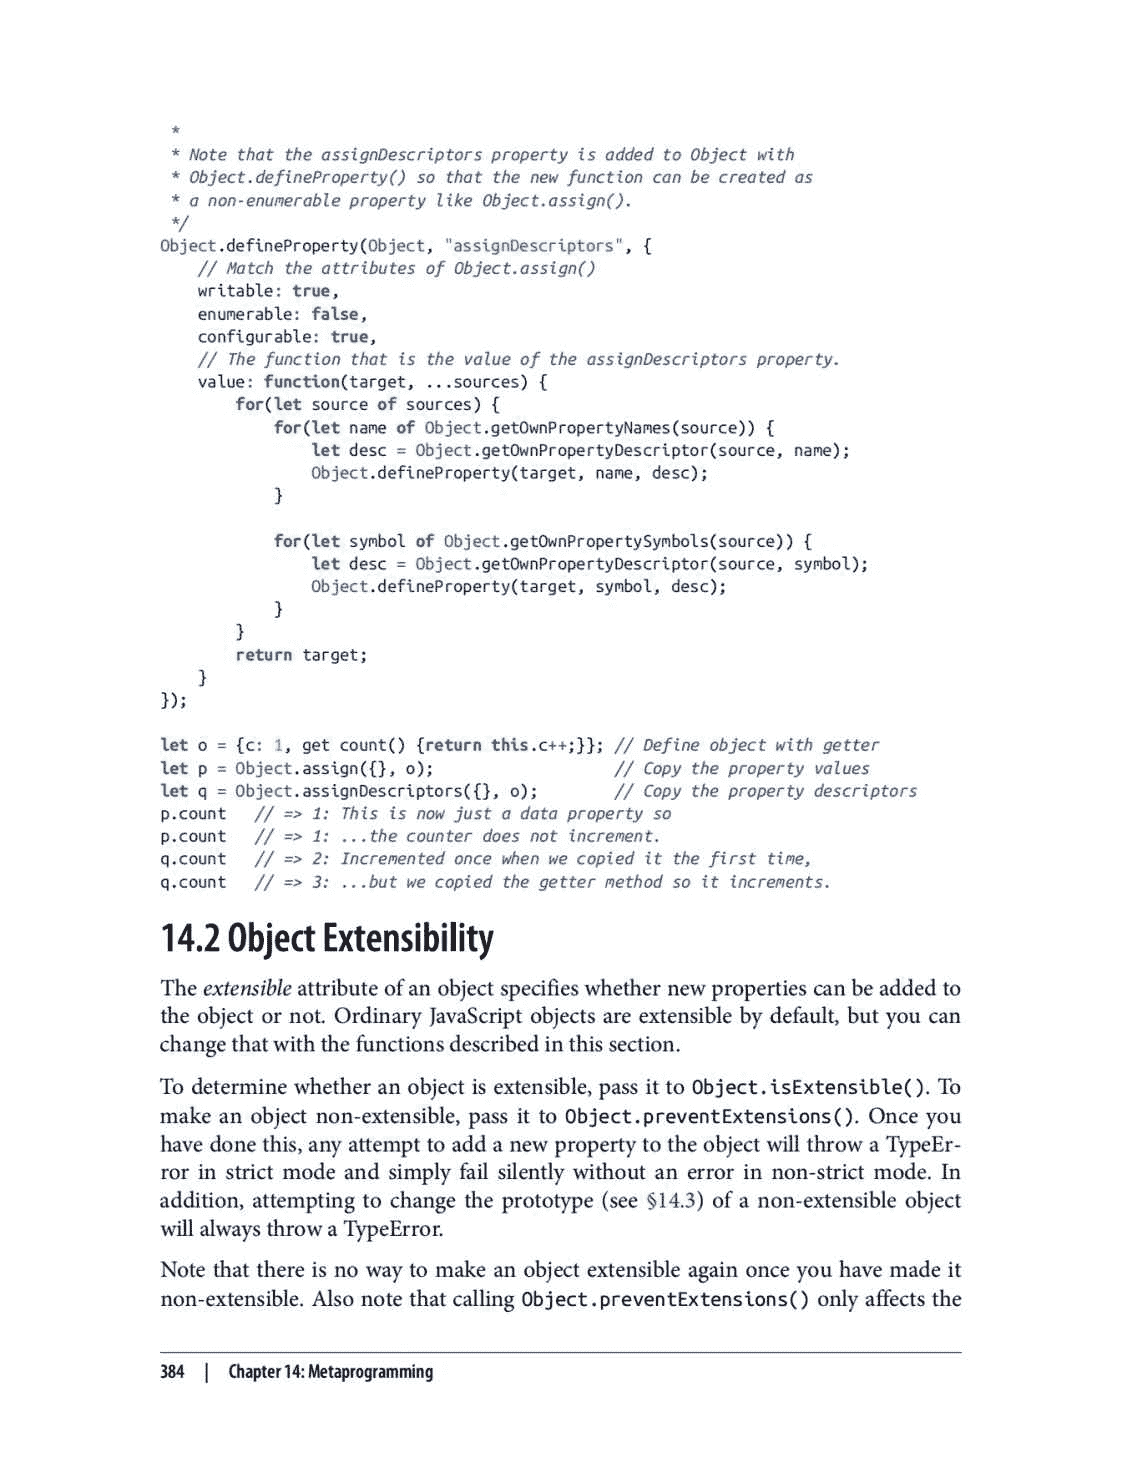 *
 * Note that the assignDescriptors property is added to Object with
 * Object.defineProperty() so that the new function can be created as
 * a non-enumerable property like Object.assign().
 */
Object.defineProperty(Object, "assignDescriptors", {
    // Match the attributes of Object.assign()
    writable: true,
    enumerable: false,
    configurable: true,
    // The function that is the value of the assignDescriptors property.
    value: function(target, ...sources) {
        for(let source of sources) {
            for(let name of Object.getOwnPropertyNames(source)) {
                let desc = Object.getOwnPropertyDescriptor(source, name);
                Object.defineProperty(target, name, desc);
            }

            for(let symbol of Object.getOwnPropertySymbols(source)) {
                let desc = Object.getOwnPropertyDescriptor(source, symbol);
                Object.defineProperty(target, symbol, desc);
            }
        }
        return target;
    }
});

let o = {c: 1, get count() {return this.c++;}}; // Define object with getter
let p = Object.assign({}, o);                   // Copy the property values
let q = Object.assignDescriptors({}, o);        // Copy the property descriptors
p.count   // => 1: This is now just a data property so
p.count   // => 1: ...the counter does not increment.
q.count   // => 2: Incremented once when we copied it the first time,
q.count   // => 3: ...but we copied the getter method so it increments.
14.2 Object Extensibility
The extensible attribute of an object specifies whether new properties can be added to
the object or not. Ordinary JavaScript objects are extensible by default, but you can
change that with the functions described in this section.
To determine whether an object is extensible, pass it to Object.isExtensible(). To
make an object non-extensible, pass it to Object.preventExtensions(). Once you
have done this, any attempt to add a new property to the object will throw a TypeEr-
ror in strict mode and simply fail silently without an error in non-strict mode. In
addition, attempting to change the prototype (see §14.3) of a non-extensible object
will always throw a TypeError.
Note that there is no way to make an object extensible again once you have made it
non-extensible. Also note that calling Object.preventExtensions() only affects the
384 | Chapter 14: Metaprogramming